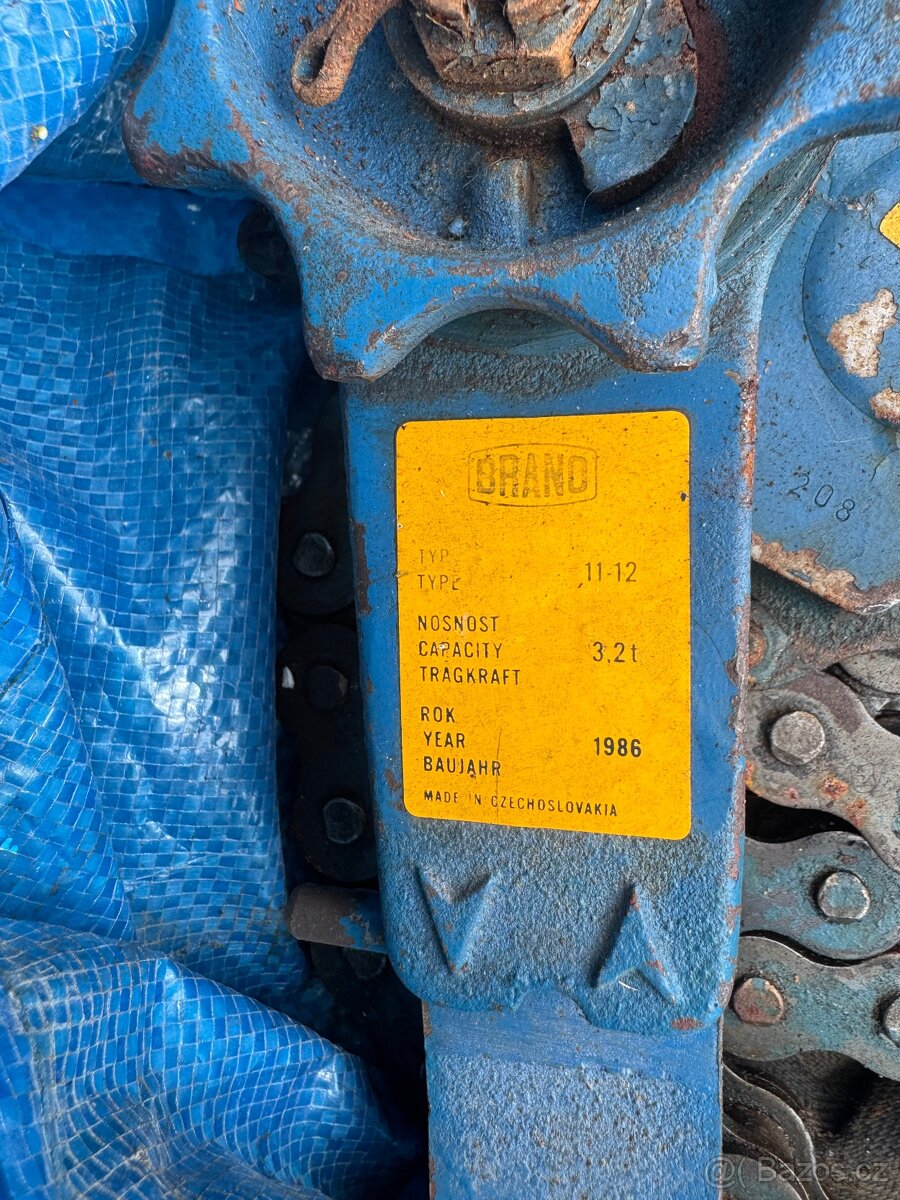 BRANO
TYP
TYPE 11-12
NOSNOST
CAPACITY 3,2 t
TRAGKRAFT
ROK
YEAR 1986
BAUJAHR
MADE IN CZECHOSLOVAKIA
208
© Bazos.cz